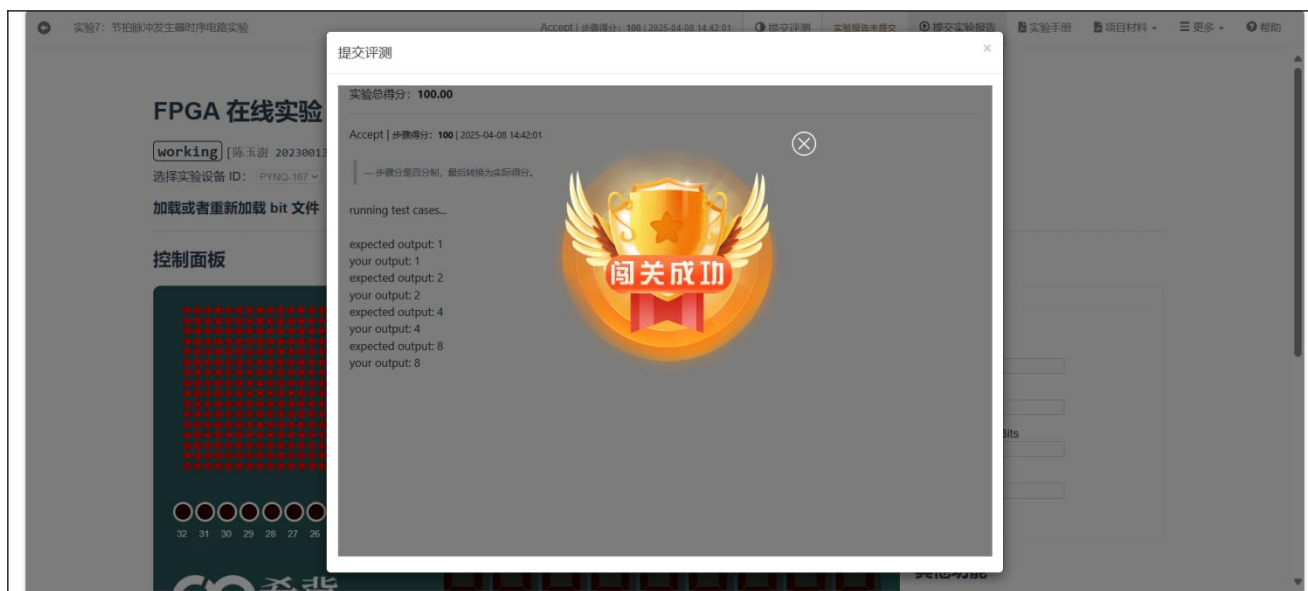 实验7：节拍脉冲发生器时序电路实验
Accept | 步骤得分：100 | 2025-04-08 14:42:01
提交评测
实验报告未提交
提交实验报告
实验手册
项目材料
更多
帮助
提交评测
×
实验总得分：100.00
Accept | 步骤得分：100 | 2025-04-08 14:42:01
— 步骤分是百分制，最后转换为实际得分。
running test cases...
expected output: 1
your output: 1
expected output: 2
your output: 2
expected output: 4
your output: 4
expected output: 8
your output: 8
闯关成功
FPGA 在线实验
working [陈玉澍 20230013
选择实验设备 ID： PYNQ-167
加载或者重新加载 bit 文件
控制面板
Bits
32 31 30 29 28 27 26
其他功能